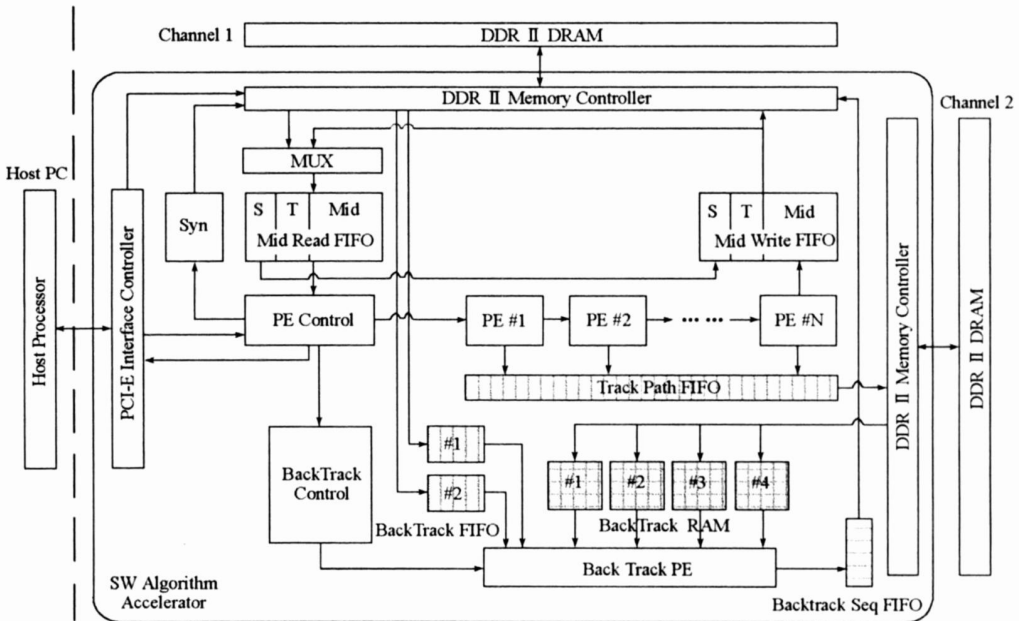 Channel 1
DDR II DRAM
DDR II Memory Controller
Channel 2
MUX
Host PC
S T Mid
Mid Read FIFO
S T Mid
Mid Write FIFO
Syn
PE Control
PE #1
PE #2
... ...
PE #N
Host Processor
PCI-E Interface Controller
Track Path FIFO
DDR II Memory Controller
DDR II DRAM
BackTrack
Control
#1
#2
BackTrack FIFO
#1
#2
#3
#4
BackTrack RAM
Back Track PE
SW Algorithm
Accelerator
Backtrack Seq FIFO